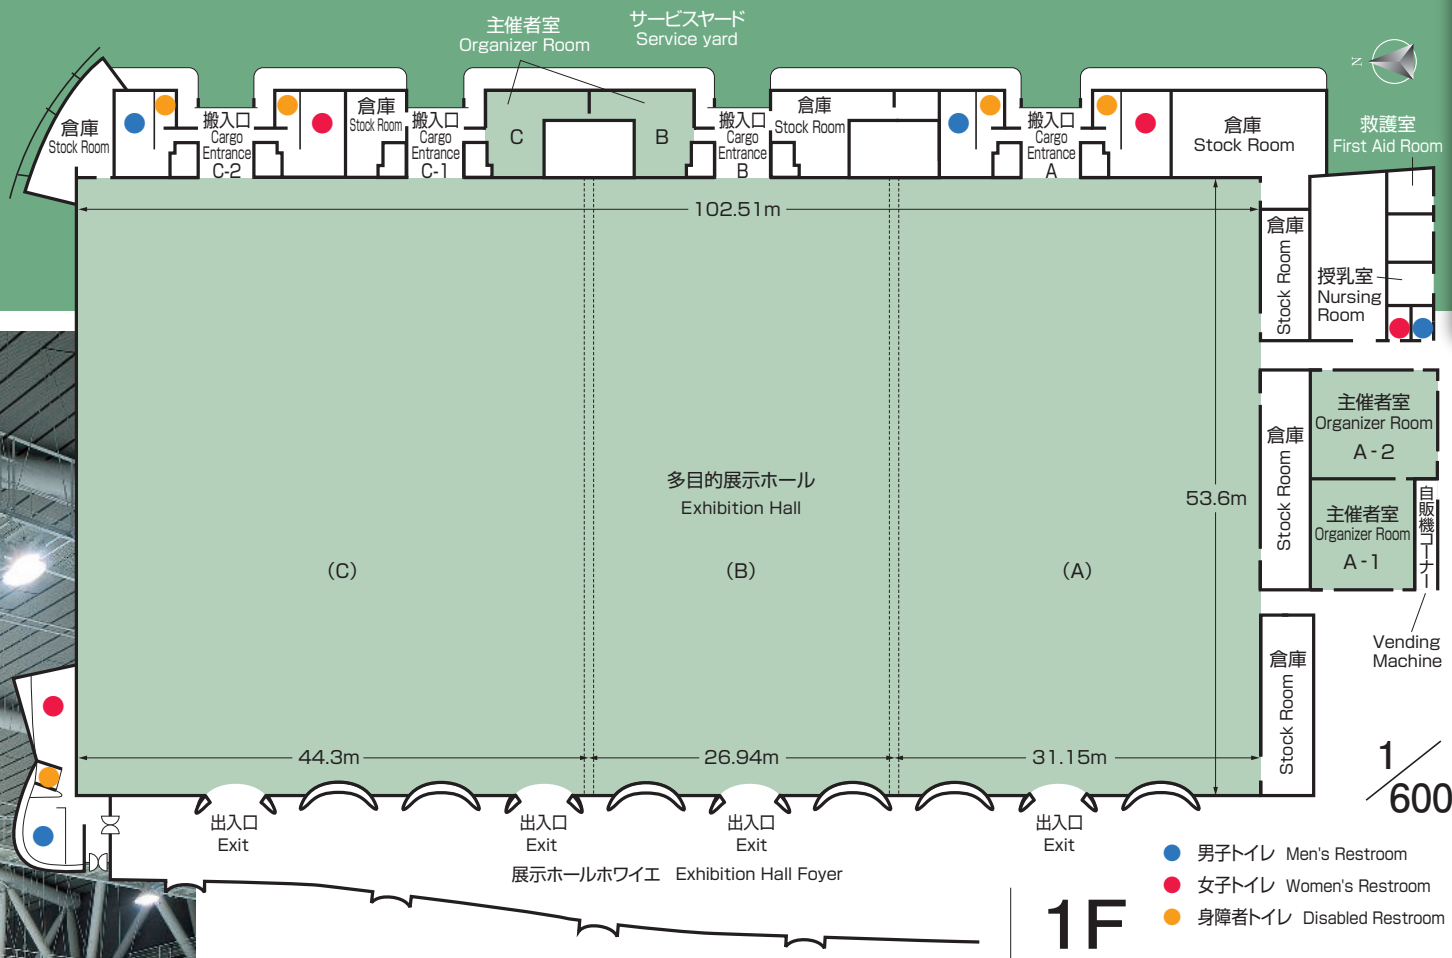 主催者室
Organizer Room
サービスヤード
Service yard
N
倉庫
Stock Room
搬入口
Cargo
Entrance
C-2
倉庫
Stock Room
搬入口
Cargo
Entrance
C-1
C
B
搬入口
Cargo
Entrance
B
倉庫
Stock Room
搬入口
Cargo
Entrance
A
倉庫
Stock Room
救護室
First Aid Room
102.51m
倉庫
Stock Room
授乳室
Nursing
Room
多目的展示ホール
Exhibition Hall
53.6m
(C)
(B)
(A)
倉庫
Stock Room
主催者室
Organizer Room
A-2
主催者室
Organizer Room
A-1
自販機コーナー
Vending
Machine
倉庫
Stock Room
44.3m
26.94m
31.15m
出入口
Exit
出入口
Exit
出入口
Exit
出入口
Exit
展示ホールホワイエ Exhibition Hall Foyer
1/600
男子トイレ Men's Restroom
女子トイレ Women's Restroom
身障者トイレ Disabled Restroom
1F